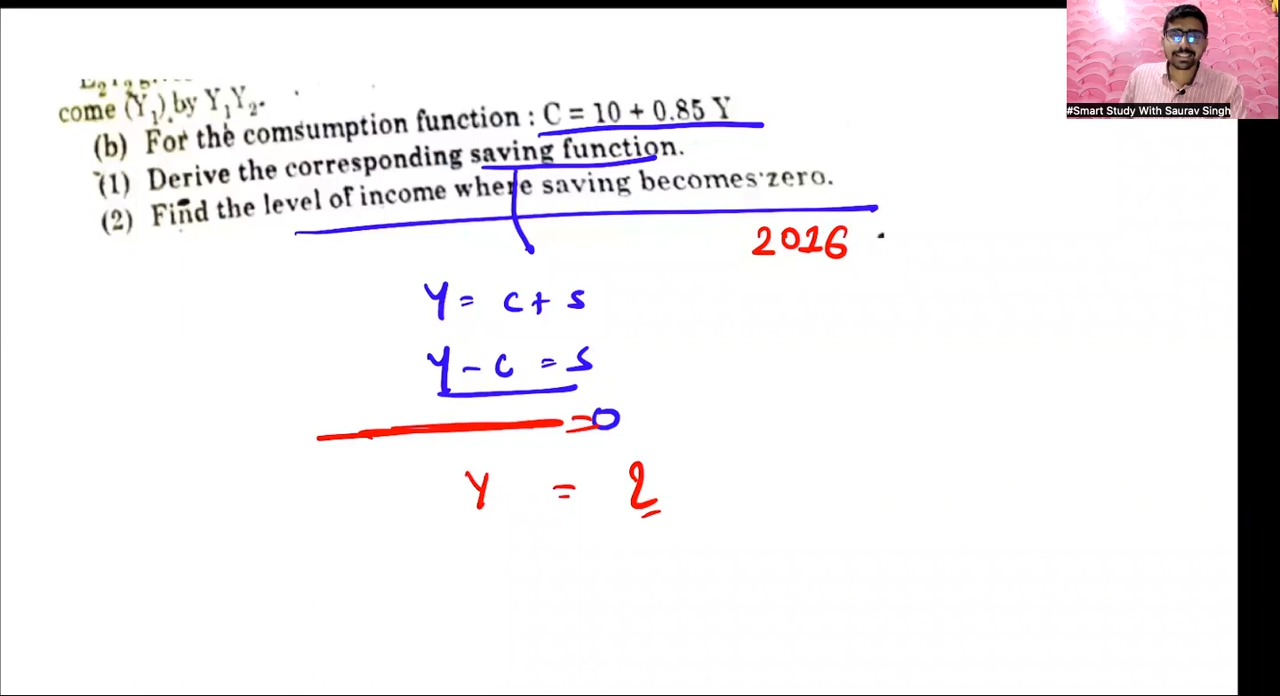 come (Y₁) by Y₁Y₂.
(b) For the comsumption function : C = 10 + 0.85 Y
(1) Derive the corresponding saving function.
(2) Find the level of income where saving becomes zero.
#Smart Study With Saurav Singh
2016
Y = C + S
Y - C = S
= 0
Y = ?